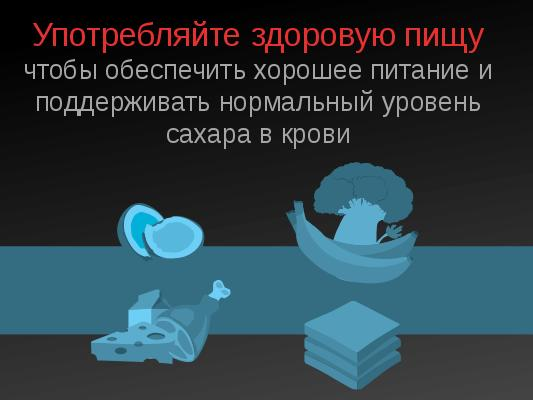 Употребляйте здоровую пищу
чтобы обеспечить хорошее питание и
поддерживать нормальный уровень
сахара в крови